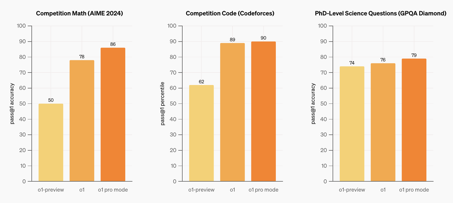 Competition Math (AIME 2024)
pass@1 accuracy
100
90
80
70
60
50
40
30
20
10
0
50
78
86
o1-preview
o1
o1 pro mode
Competition Code (Codeforces)
pass@1 percentile
100
90
80
70
60
50
40
30
20
10
0
62
89
90
o1-preview
o1
o1 pro mode
PhD-Level Science Questions (GPQA Diamond)
pass@1 accuracy
100
90
80
70
60
50
40
30
20
10
0
74
76
79
o1-preview
o1
o1 pro mode